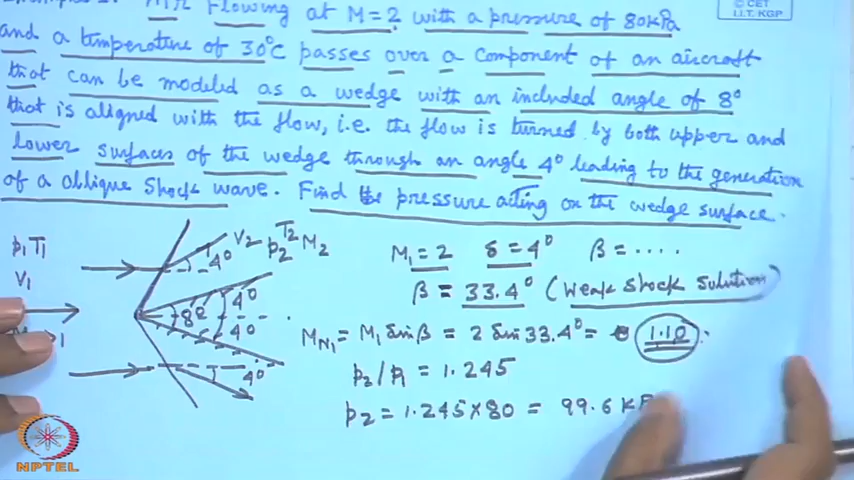 Air flowing at M = 2 with a pressure of 80 kPa
© CET
I.I.T. KGP
and a temperature of 30°C passes over a component of an aircraft
that can be modeled as a wedge with an included angle of 8°
that is aligned with the flow, i.e. the flow is turned by both upper and
lower surfaces of the wedge through an angle 4° leading to the generation
of a oblique shock wave. Find the pressure acting on the wedge surface.
p1 T1
V1
4°
V2 p2 T2 M2
8°
4°
4°
4°
M1 = 2 δ = 4° β = ....
β = 33.4° (weak shock solution)
MN1 = M1 sin β = 2 sin 33.4° = 1.10
p2/p1 = 1.245
p2 = 1.245 × 80 = 99.6
NPTEL